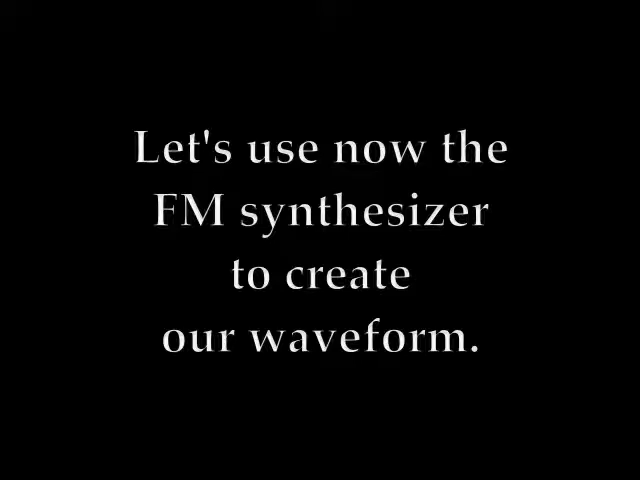 Let's use now the
FM synthesizer
to create
our waveform.